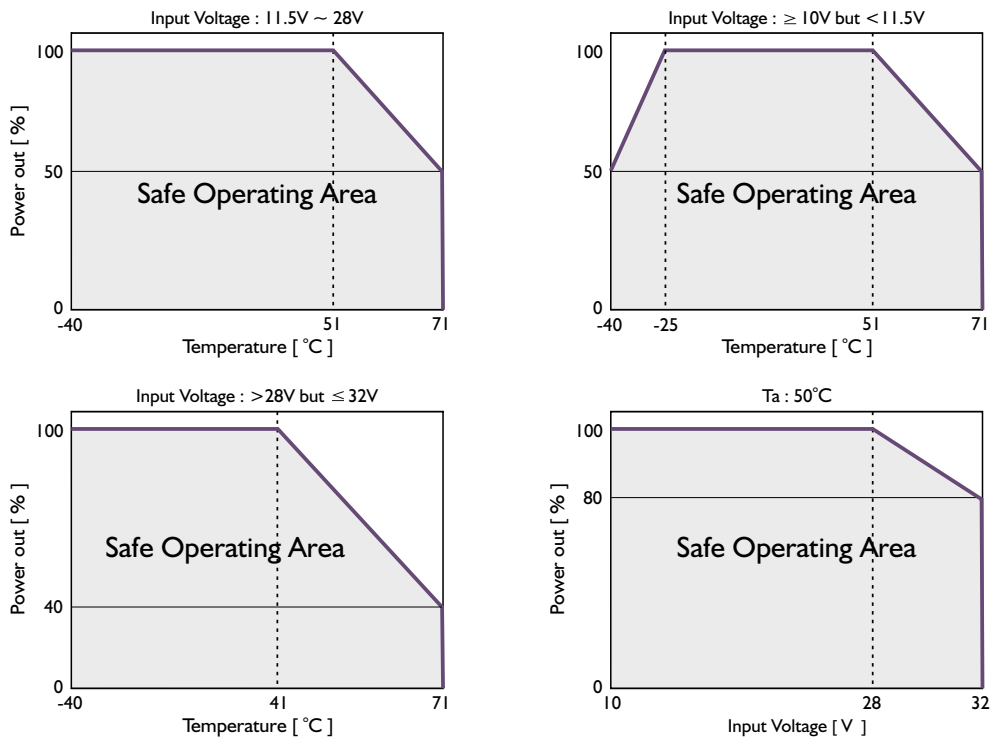 Input Voltage : 11.5V ~ 28V
100
50
0
Power out [ % ]
Safe Operating Area
-40
51
71
Temperature [ °C ]
Input Voltage : ≥ 10V but <11.5V
100
50
0
Power out [ % ]
Safe Operating Area
-40
-25
51
71
Temperature [ °C ]
Input Voltage : >28V but ≤ 32V
100
40
0
Power out [ % ]
Safe Operating Area
-40
41
71
Temperature [ °C ]
Ta : 50°C
100
80
0
Power out [ % ]
Safe Operating Area
10
28
32
Input Voltage [ V ]